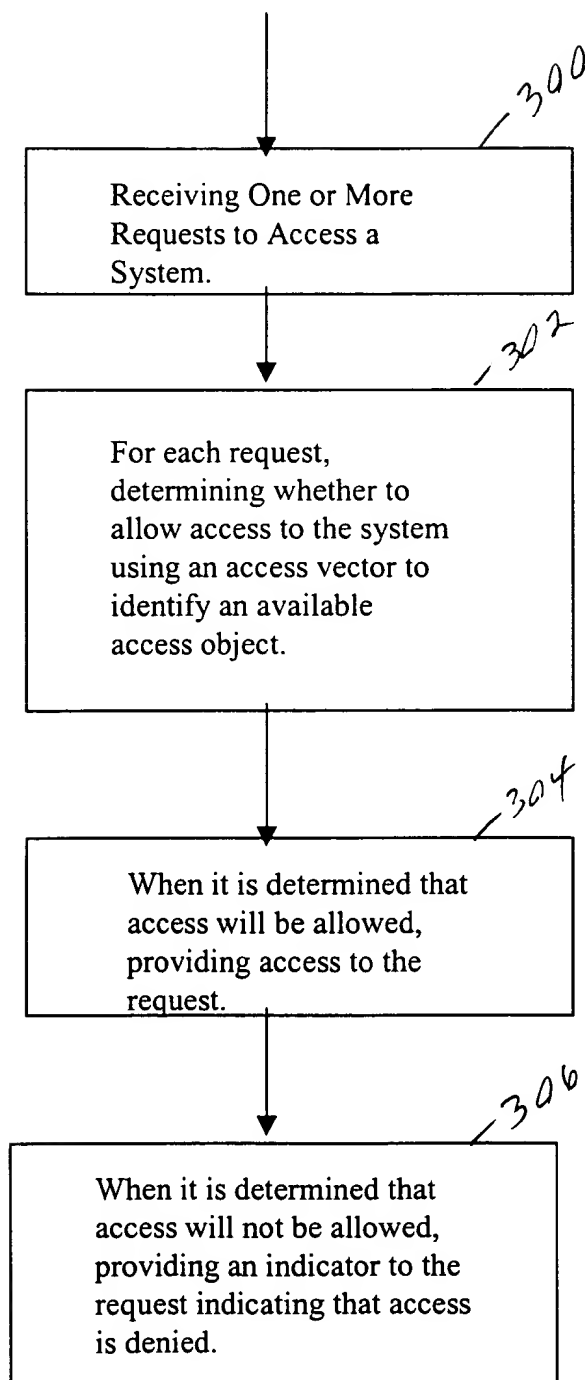 300
Receiving One or More
Requests to Access a
System.
302
For each request,
determining whether to
allow access to the system
using an access vector to
identify an available
access object.
304
When it is determined that
access will be allowed,
providing access to the
request.
306
When it is determined that
access will not be allowed,
providing an indicator to the
request indicating that access
is denied.